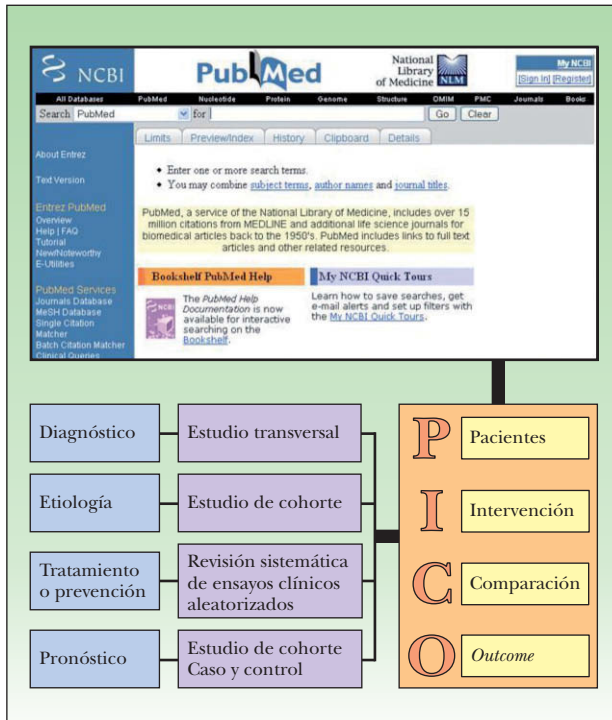 NCBI
PubMed
National
Library
of Medicine NLM
My NCBI
[Sign In] [Register]
All Databases PubMed Nucleotide Protein Genome Structure OMIM PMC Journals Books
Search PubMed for Go Clear
Limits Preview/Index History Clipboard Details
About Entrez
Text Version
Entrez PubMed
Overview
Help | FAQ
Tutorial
New/Noteworthy
E-Utilities
PubMed Services
Journals Database
MeSH Database
Single Citation
Matcher
Batch Citation Matcher
Clinical Queries
• Enter one or more search terms.
• You may combine subject terms, author names and journal titles.
PubMed, a service of the National Library of Medicine, includes over 15
million citations from MEDLINE and additional life science journals for
biomedical articles back to the 1950's. PubMed includes links to full text
articles and other related resources.
Bookshelf PubMed Help
The PubMed Help
Documentation is now
available for interactive
searching on the
Bookshelf.
My NCBI Quick Tours
Learn how to save searches, get
e-mail alerts and set up filters with
the My NCBI Quick Tours.
Diagnóstico
Estudio transversal
Etiología
Estudio de cohorte
Tratamiento
o prevención
Revisión sistemática
de ensayos clínicos
aleatorizados
Pronóstico
Estudio de cohorte
Caso y control
P Pacientes
I Intervención
C Comparación
O Outcome